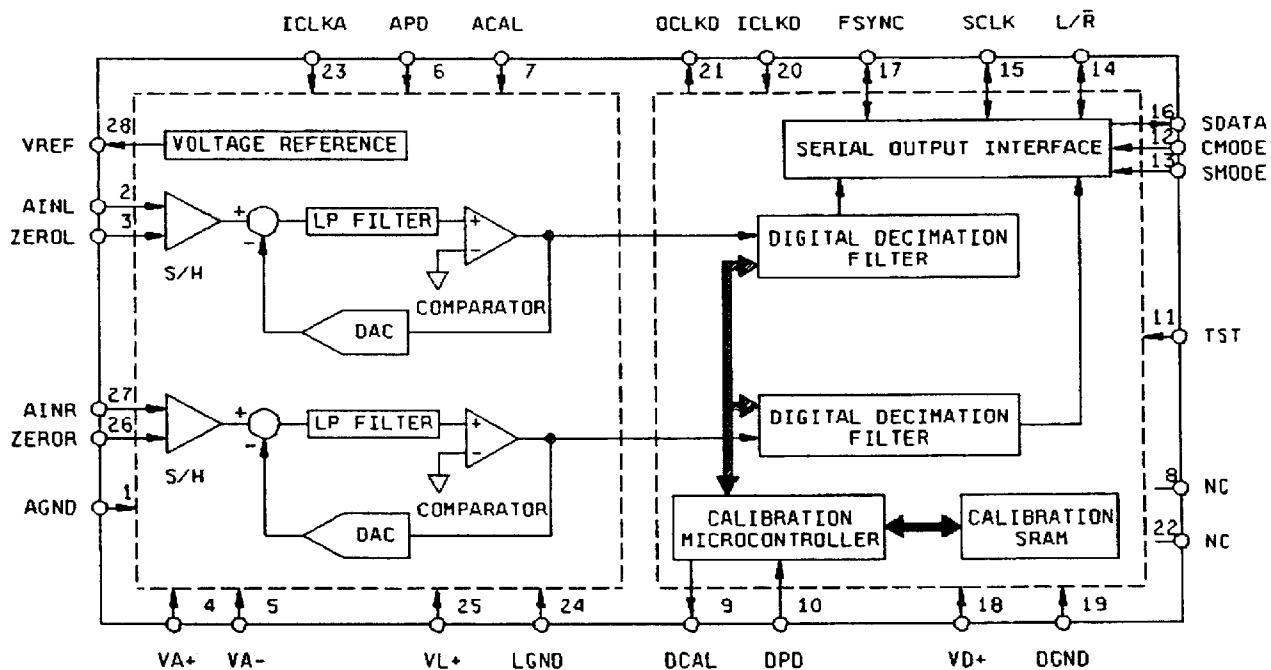 ICLKA APD ACAL OCLKD ICLKD FSYNC SCLK L/R̅
23 6 7 21 20 17 15 14
VREF 28 VOLTAGE REFERENCE
SERIAL OUTPUT INTERFACE
16 SDATA
12 CMODE
13 SMODE
AINL 2
ZEROL 3
S/H
+
-
LP FILTER
+
-
COMPARATOR
DAC
DIGITAL DECIMATION
FILTER
11 TST
AINR 27
ZEROR 26
S/H
+
-
LP FILTER
+
-
COMPARATOR
DAC
DIGITAL DECIMATION
FILTER
AGND 1
8 NC
22 NC
CALIBRATION
MICROCONTROLLER
CALIBRATION
SRAM
4 5 25 24 9 10 18 19
VA+ VA- VL+ LGND DCAL DPD VD+ DGND